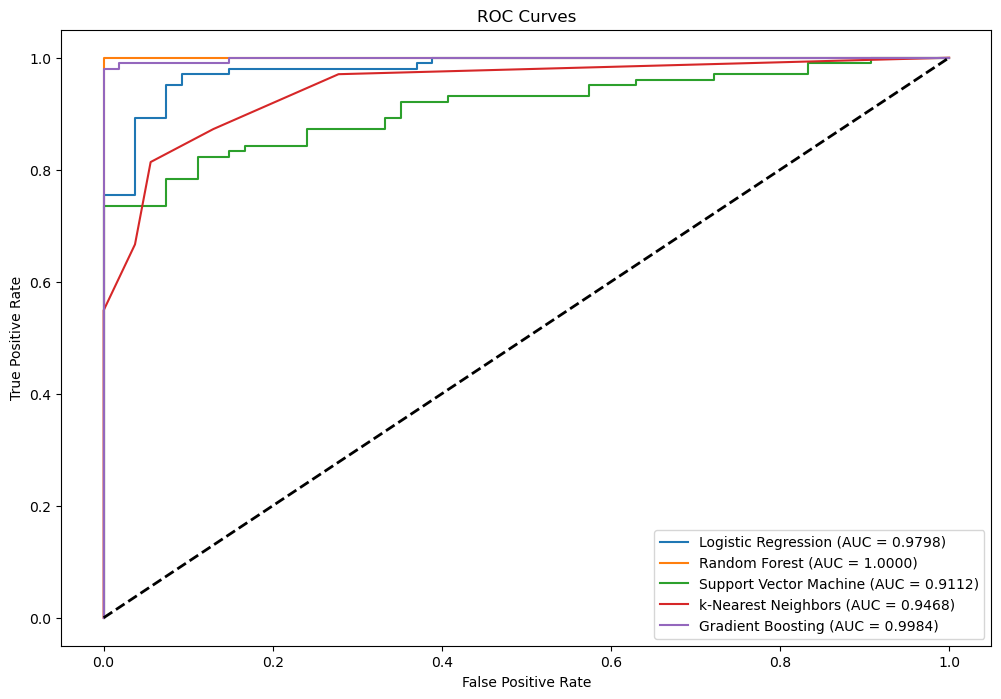 ROC Curves
True Positive Rate
1.0
0.8
0.6
0.4
0.2
0.0
Logistic Regression (AUC = 0.9798)
Random Forest (AUC = 1.0000)
Support Vector Machine (AUC = 0.9112)
k-Nearest Neighbors (AUC = 0.9468)
Gradient Boosting (AUC = 0.9984)
0.0 0.2 0.4 0.6 0.8 1.0
False Positive Rate